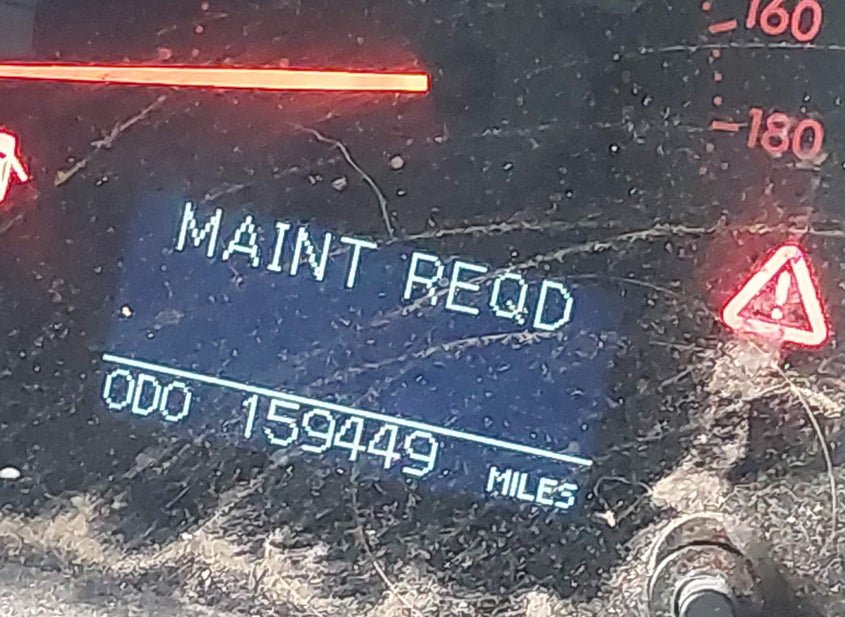 160
180
MAINT REQD
ODO 159449 MILES